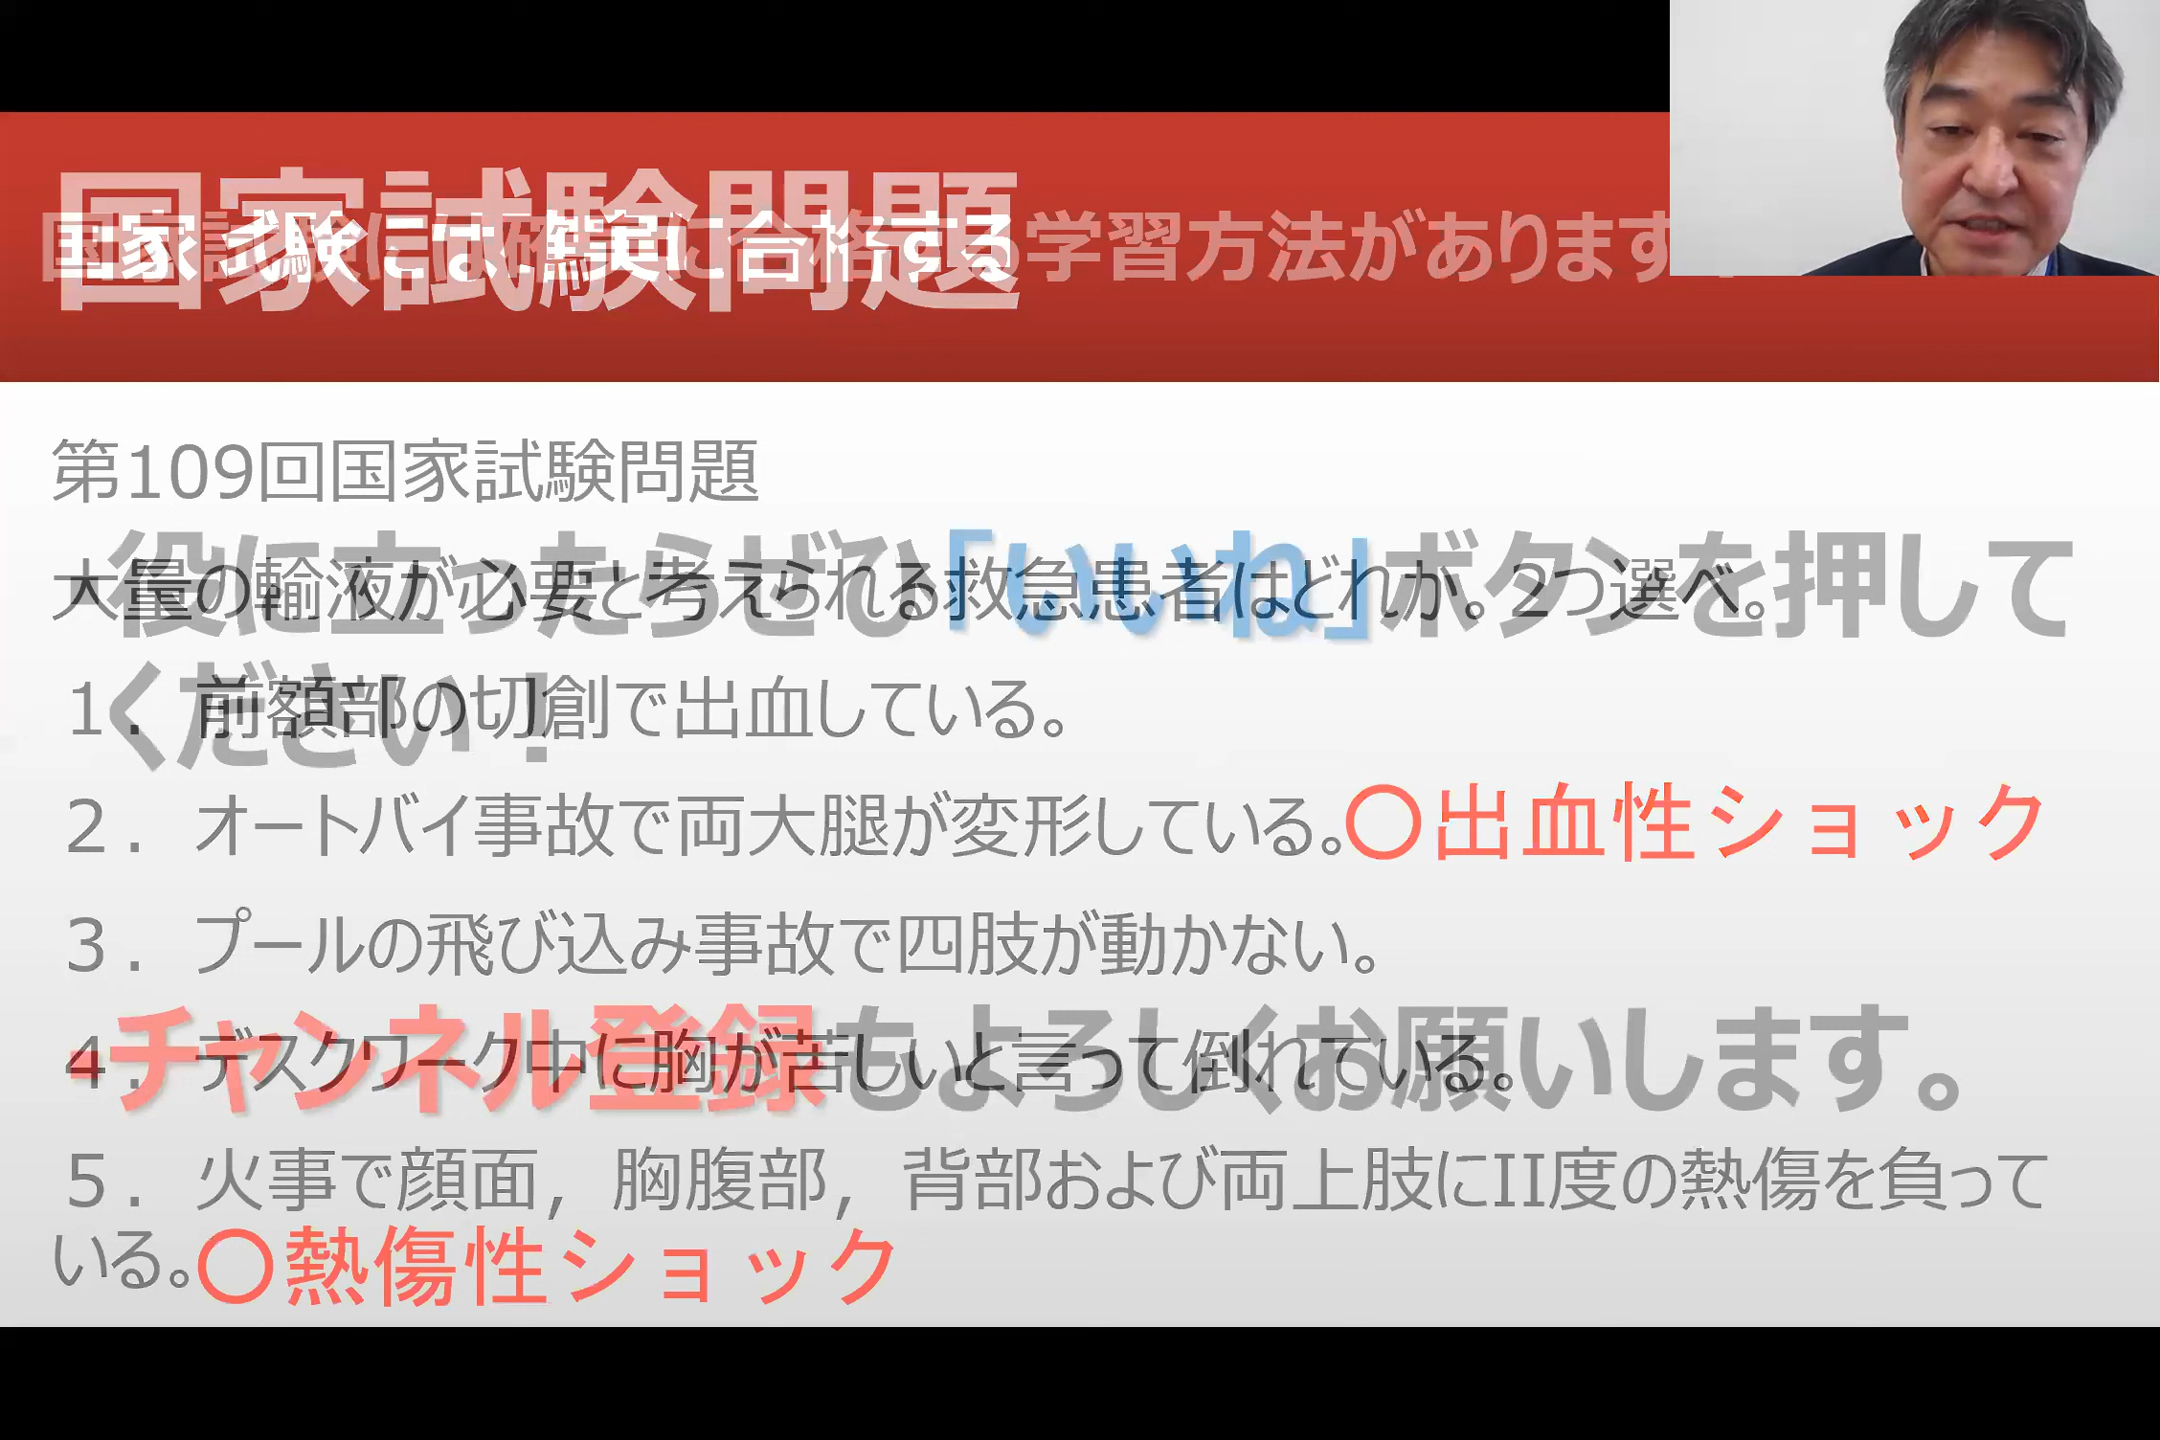 国家試験問題
国家試験には確実に合格する学習方法があります！
第109回国家試験問題
大量の輸液が必要と考えられる救急患者はどれか。2つ選べ。
1． 前額部の切創で出血している。
2． オートバイ事故で両大腿が変形している。〇出血性ショック
3． プールの飛び込み事故で四肢が動かない。
4． デスクワーク中に胸が苦しいと言って倒れている。
5． 火事で顔面，胸腹部，背部および両上肢にII度の熱傷を負って
いる。〇熱傷性ショック
役に立ったらぜひ「いいね」ボタンを押して
ください！
チャンネル登録もよろしくお願いします。